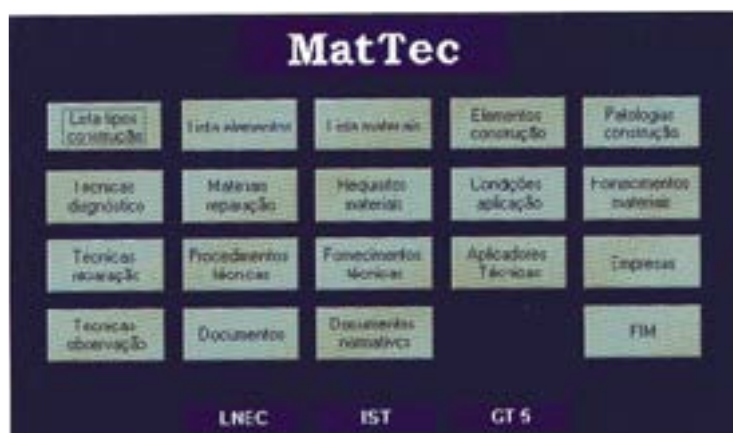 MatTec
Lista tipos
construção
Lista elementos
Lista materiais
Elementos
construção
Patologias
construção
Técnicas
diagnóstico
Materiais
reparação
Requisitos
materiais
Condições
aplicação
Fornecimentos
materiais
Técnicas
reparação
Procedimentos
técnicas
Fornecimentos
técnicas
Aplicadores
Técnicas
Empresas
Técnicas
observação
Documentos
Documentos
normativos
FIM
LNEC IST GT 5